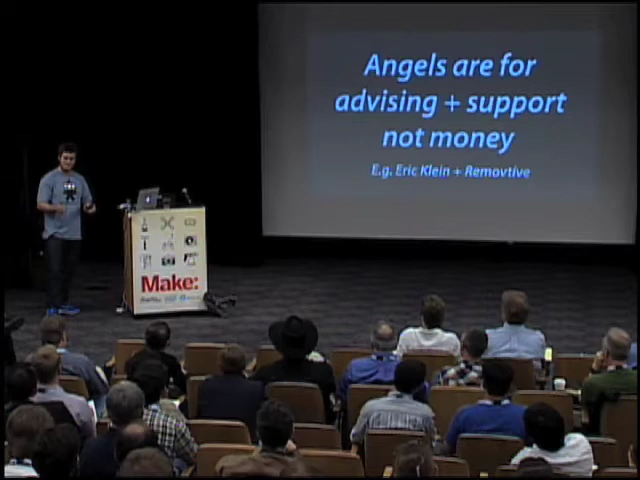 Angels are for
advising + support
not money
E.g. Eric Klein + Removtive
Make: